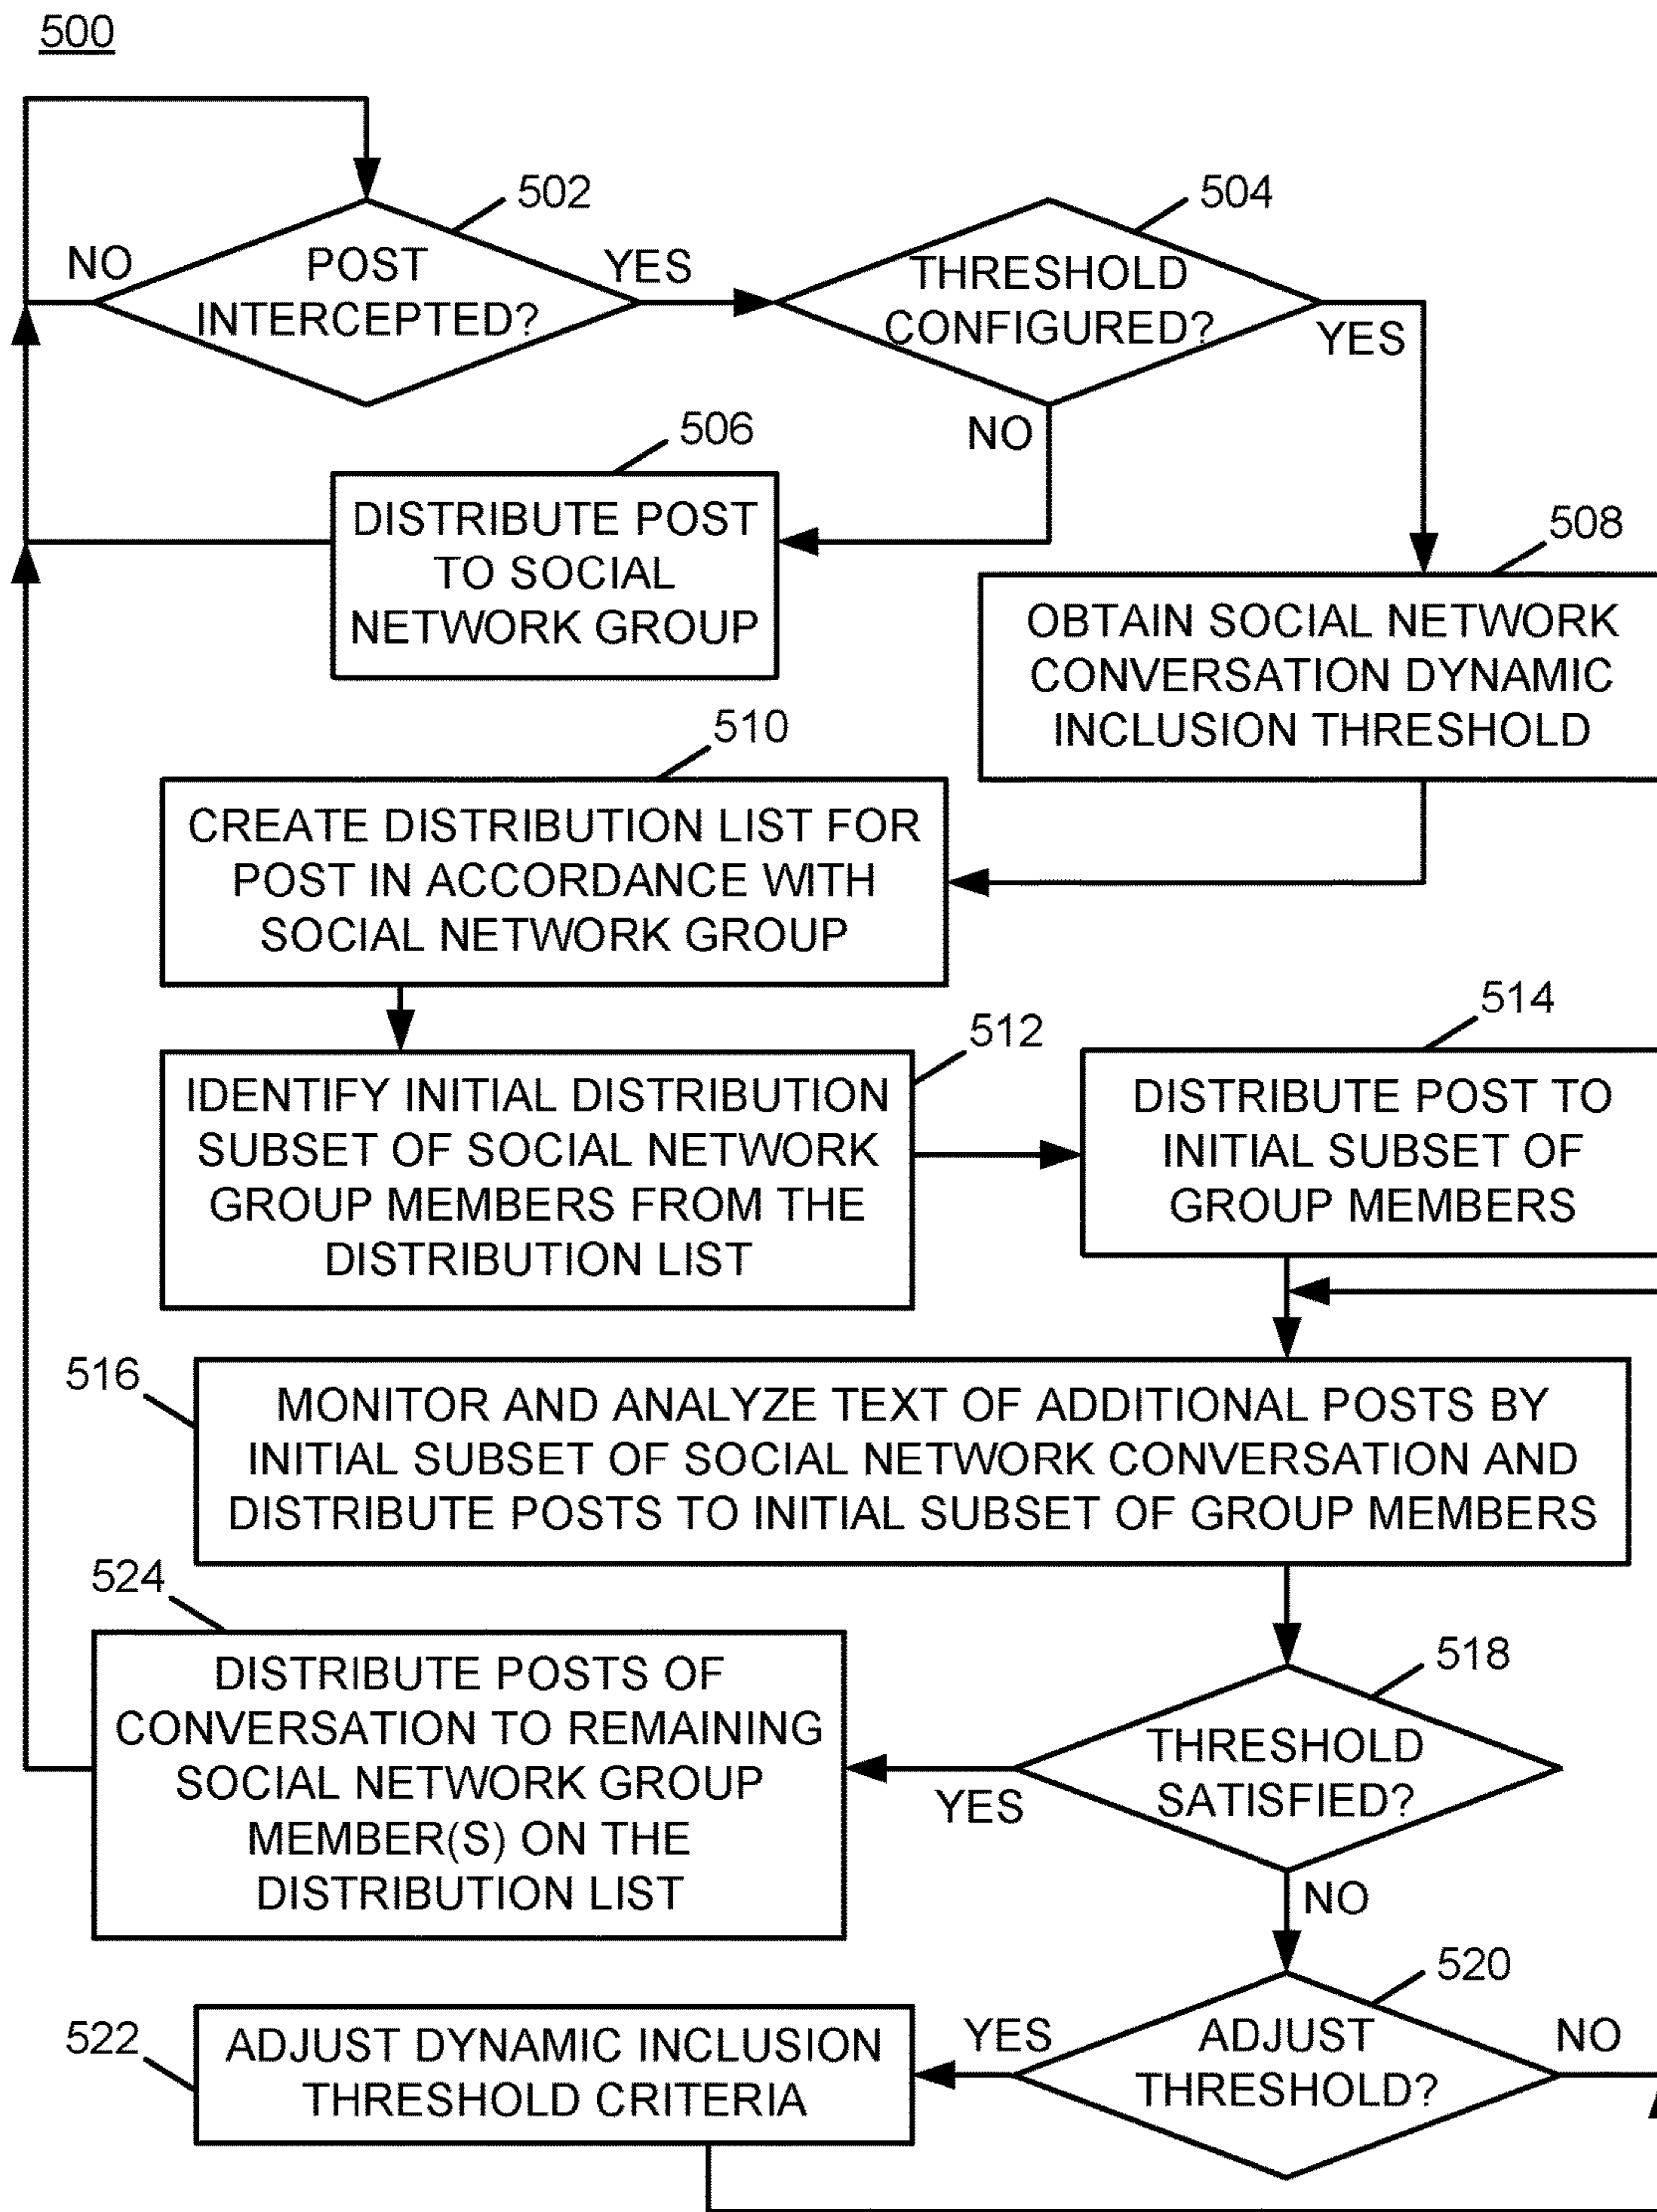 500
502
NO
POST
INTERCEPTED?
YES
504
THRESHOLD
CONFIGURED?
YES
NO
506
DISTRIBUTE POST
TO SOCIAL
NETWORK GROUP
508
OBTAIN SOCIAL NETWORK
CONVERSATION DYNAMIC
INCLUSION THRESHOLD
510
CREATE DISTRIBUTION LIST FOR
POST IN ACCORDANCE WITH
SOCIAL NETWORK GROUP
512
IDENTIFY INITIAL DISTRIBUTION
SUBSET OF SOCIAL NETWORK
GROUP MEMBERS FROM THE
DISTRIBUTION LIST
514
DISTRIBUTE POST TO
INITIAL SUBSET OF
GROUP MEMBERS
516
MONITOR AND ANALYZE TEXT OF ADDITIONAL POSTS BY
INITIAL SUBSET OF SOCIAL NETWORK CONVERSATION AND
DISTRIBUTE POSTS TO INITIAL SUBSET OF GROUP MEMBERS
518
THRESHOLD
SATISFIED?
YES
NO
524
DISTRIBUTE POSTS OF
CONVERSATION TO REMAINING
SOCIAL NETWORK GROUP
MEMBER(S) ON THE
DISTRIBUTION LIST
520
ADJUST
THRESHOLD?
YES
NO
522
ADJUST DYNAMIC INCLUSION
THRESHOLD CRITERIA